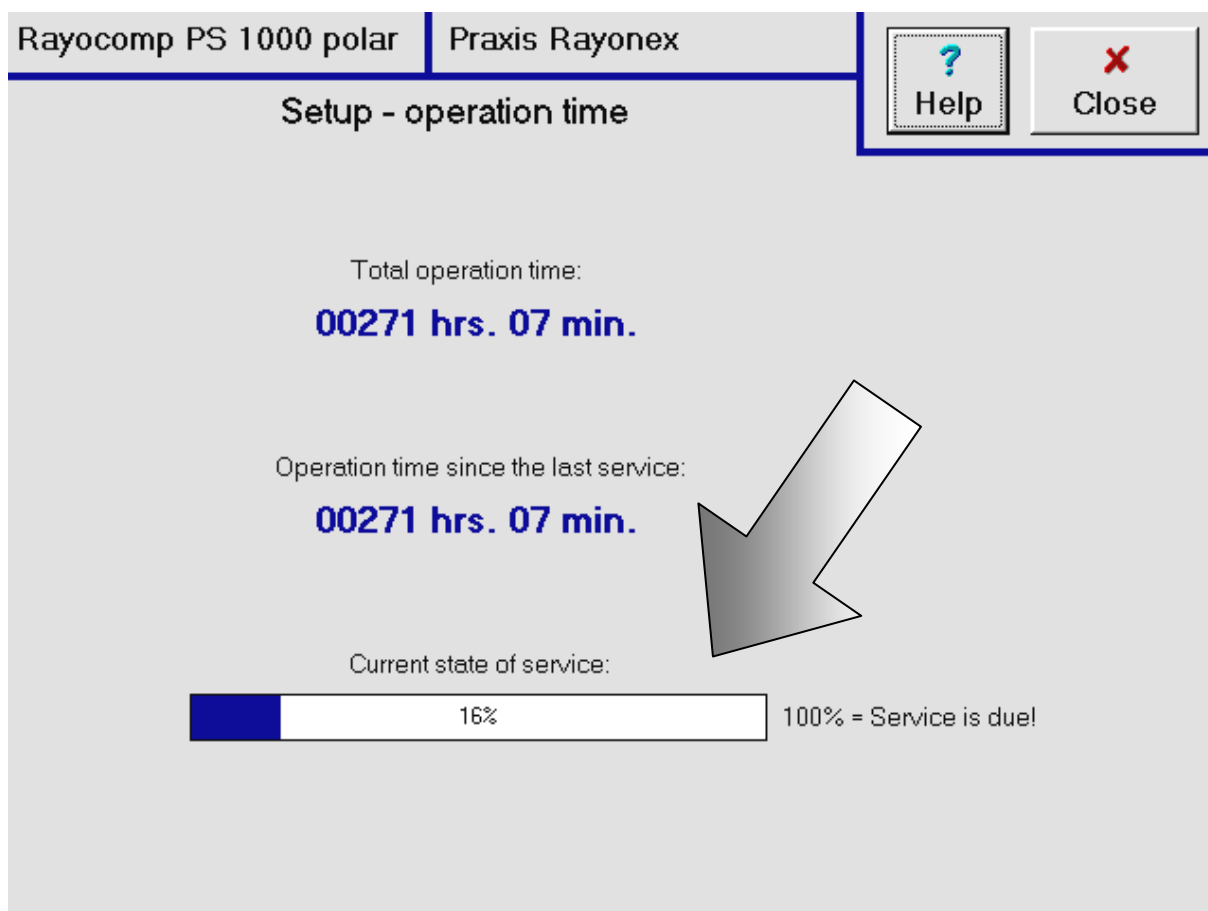 Rayocomp PS 1000 polar
Praxis Rayonex
? Help
✗ Close
Setup - operation time
Total operation time:
00271 hrs. 07 min.
Operation time since the last service:
00271 hrs. 07 min.
Current state of service:
16%
100% = Service is due!